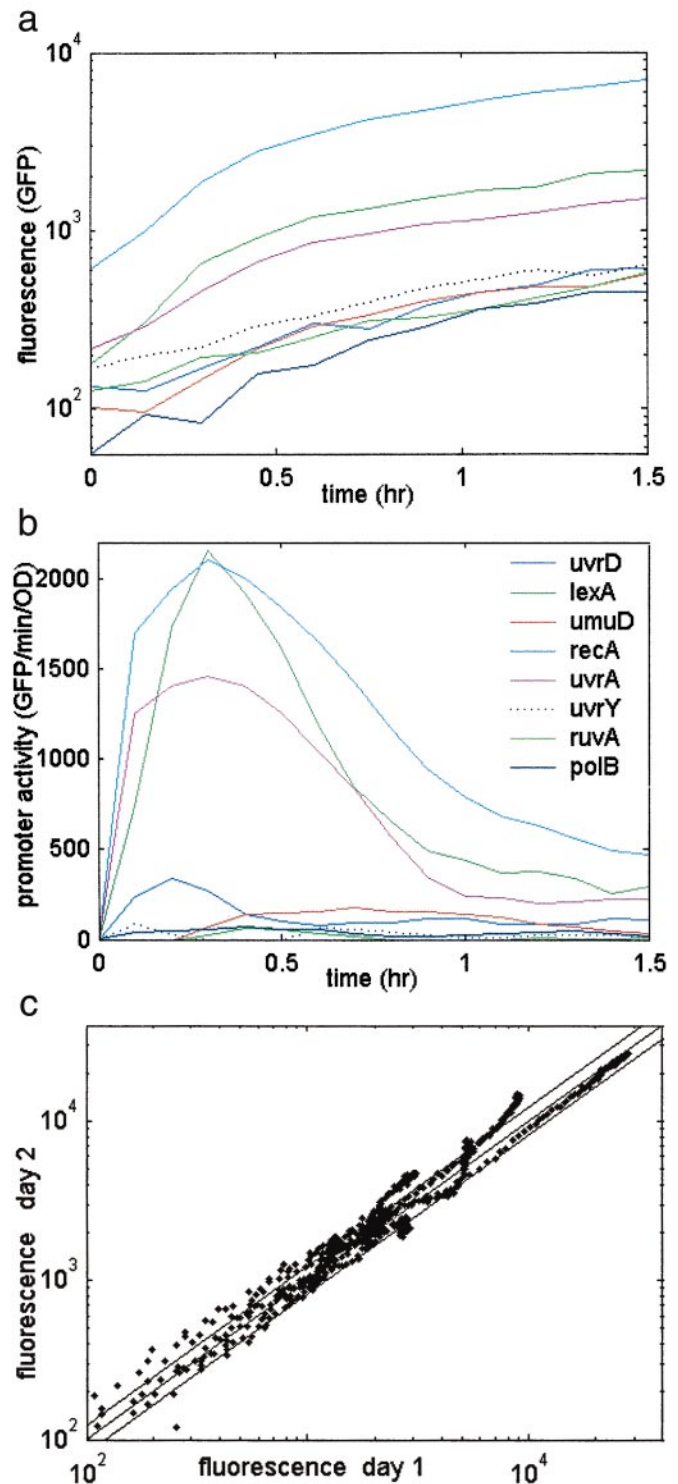 a
10^4
10^3
10^2
fluorescence (GFP)
0
0.5
1
1.5
time (hr)
b
2000
1500
1000
500
0
promoter activity (GFP/min/OD)
uvrD
lexA
umuD
recA
uvrA
uvrY
ruvA
polB
0
0.5
1
1.5
time (hr)
c
10^4
10^3
10^2
fluorescence day 2
10^2
fluorescence day 1
10^4